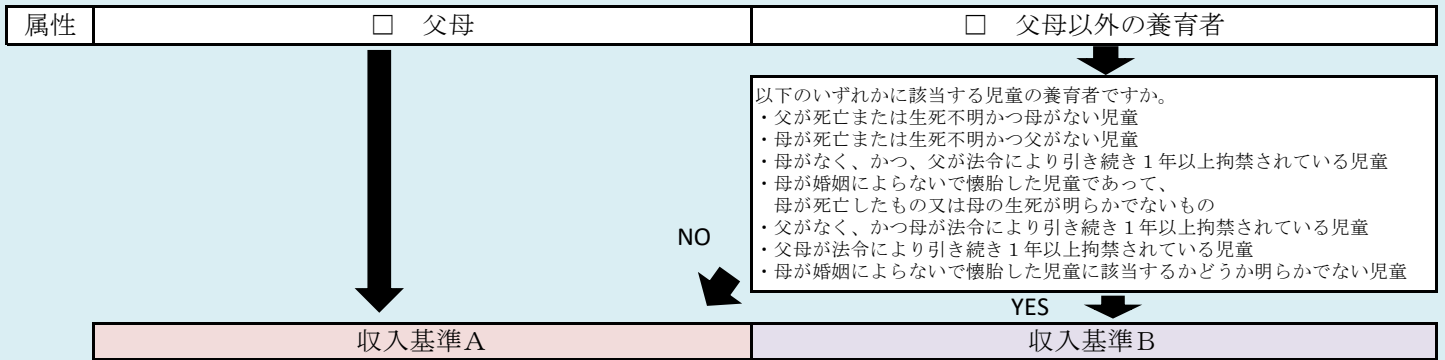 属性 □ 父母 □ 父母以外の養育者
以下のいずれかに該当する児童の養育者ですか。
・父が死亡または生死不明かつ母がない児童
・母が死亡または生死不明かつ父がない児童
・母がなく、かつ、父が法令により引き続き１年以上拘禁されている児童
・母が婚姻によらないで懐胎した児童であって、
母が死亡したもの又は母の生死が明らかでないもの
・父がなく、かつ母が法令により引き続き１年以上拘禁されている児童
・父母が法令により引き続き１年以上拘禁されている児童
・母が婚姻によらないで懐胎した児童に該当するかどうか明らかでない児童
NO
YES
収入基準Ａ 収入基準Ｂ